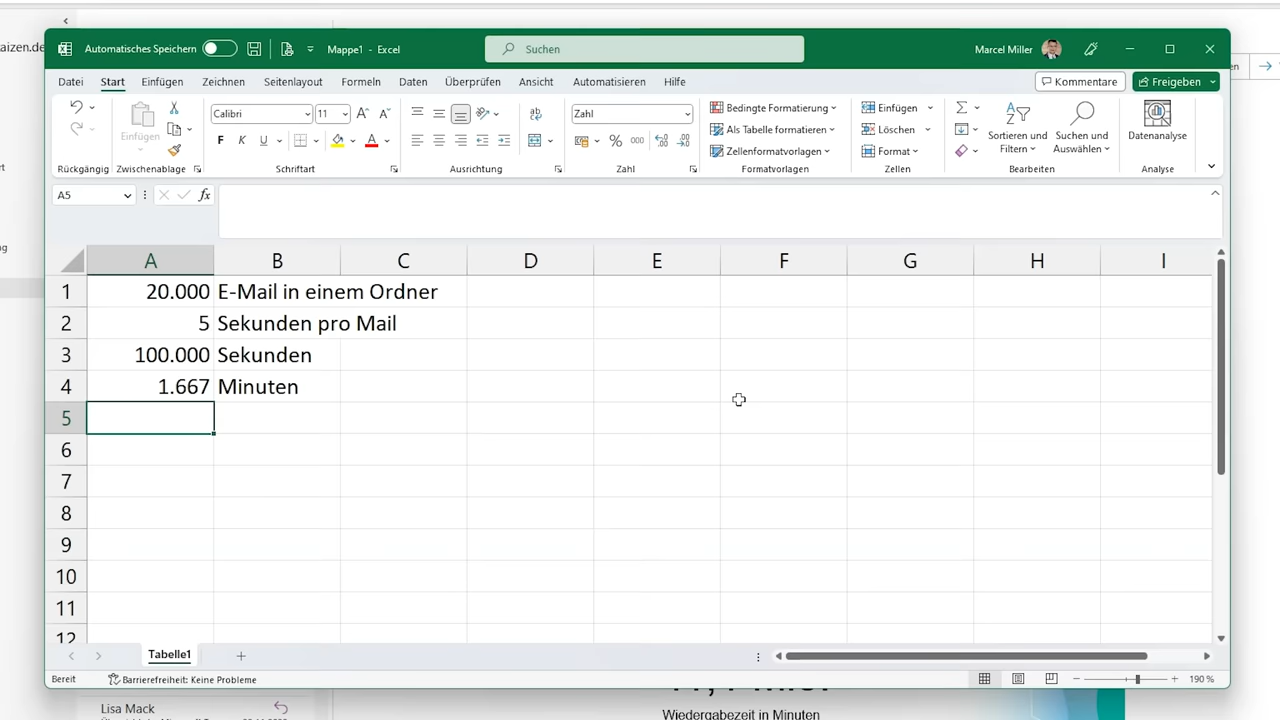 aizen.de
Automatisches Speichern
Mappe1 - Excel
Suchen
Marcel Miller
Datei Start Einfügen Zeichnen Seitenlayout Formeln Daten Überprüfen Ansicht Automatisieren Hilfe
Kommentare
Freigeben
Einfügen
Rückgängig
Zwischenablage
Calibri 11
F K U
Schriftart
Ausrichtung
Zahl
% 000
Zahl
Bedingte Formatierung
Als Tabelle formatieren
Zellenformatvorlagen
Formatvorlagen
Einfügen
Löschen
Format
Zellen
Sortieren und
Filtern
Suchen und
Auswählen
Bearbeiten
Datenanalyse
Analyse
A5
fx
A B C D E F G H I
1 20.000 E-Mail in einem Ordner
2 5 Sekunden pro Mail
3 100.000 Sekunden
4 1.667 Minuten
5
6
7
8
9
10
11
12
Tabelle1
Bereit
Barrierefreiheit: Keine Probleme
190 %
Lisa Mack
Wiedergabezeit in Minuten